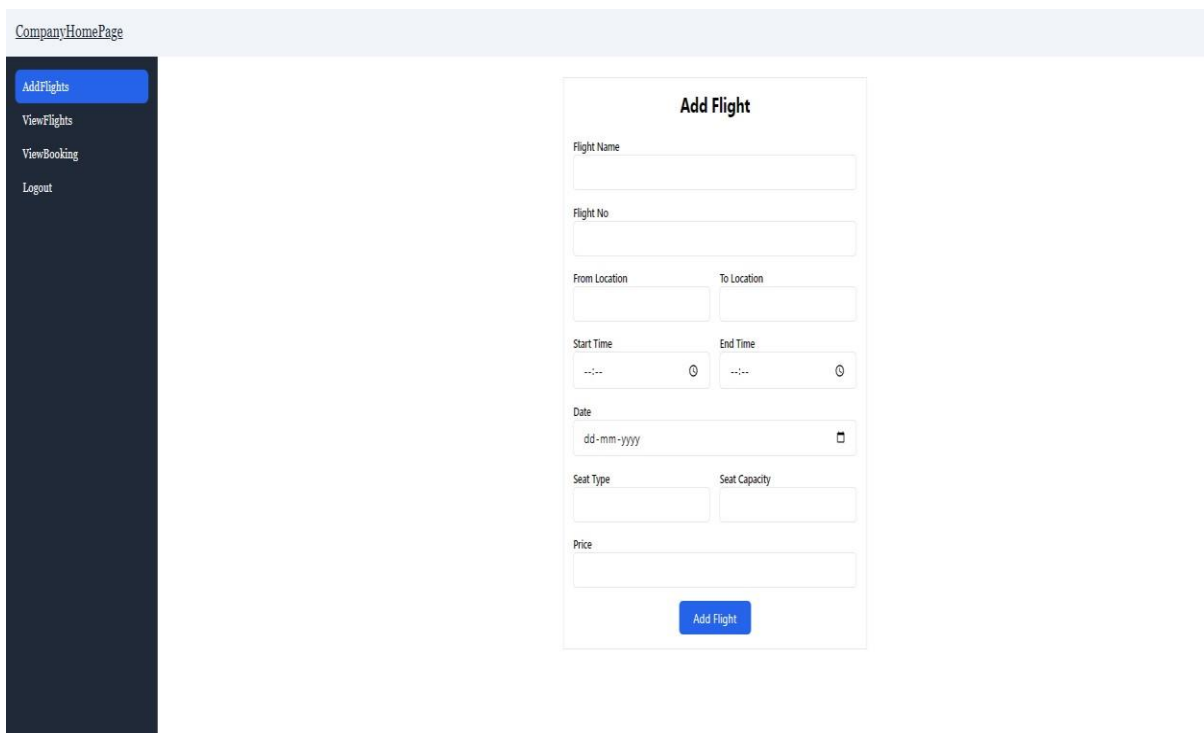 CompanyHomePage
AddFlights
ViewFlights
ViewBooking
Logout
Add Flight
Flight Name
Flight No
From Location To Location
Start Time End Time
--:-- --:--
Date
dd-mm-yyyy
Seat Type Seat Capacity
Price
Add Flight